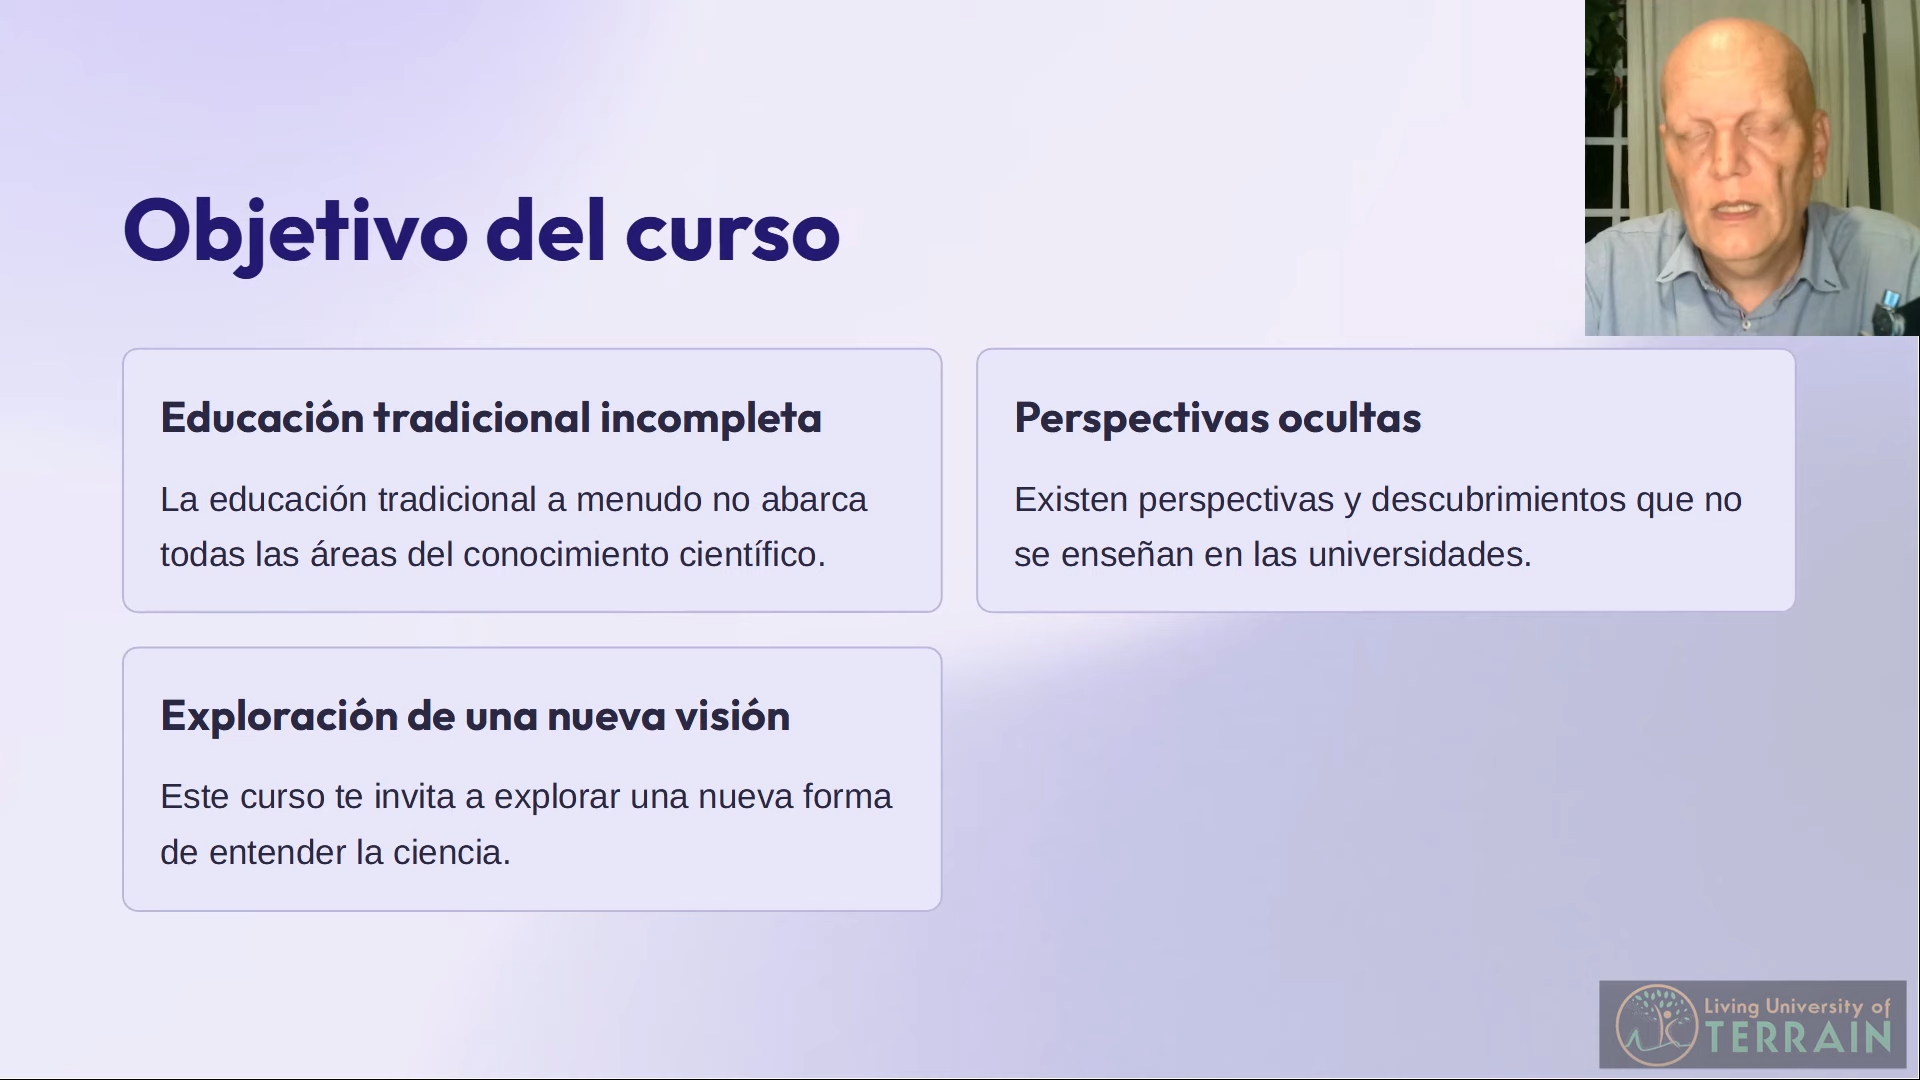 Objetivo del curso
Educación tradicional incompleta
La educación tradicional a menudo no abarca
todas las áreas del conocimiento científico.
Perspectivas ocultas
Existen perspectivas y descubrimientos que no
se enseñan en las universidades.
Exploración de una nueva visión
Este curso te invita a explorar una nueva forma
de entender la ciencia.
Living University of
TERRAIN